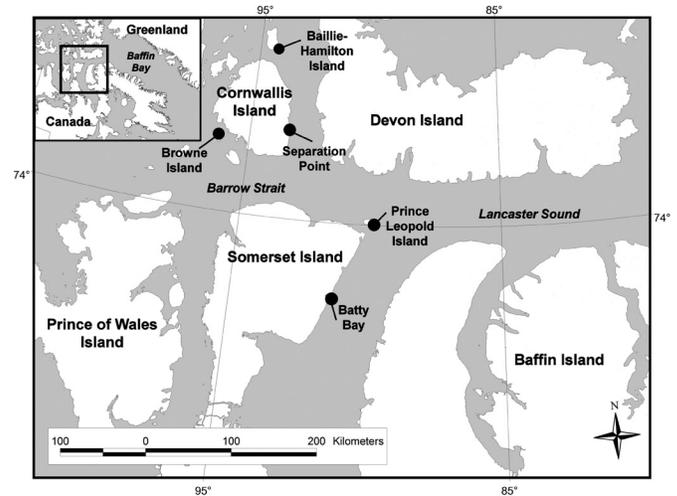 95°
85°
Greenland
Baffin
Bay
Canada
Baillie-
Hamilton
Island
Cornwallis
Island
Devon Island
Browne
Island
Separation
Point
74°
Barrow Strait
Prince
Leopold
Island
Lancaster Sound
74°
Somerset Island
Batty
Bay
Prince of Wales
Island
Baffin Island
N
100 0 100 200 Kilometers
95°
85°